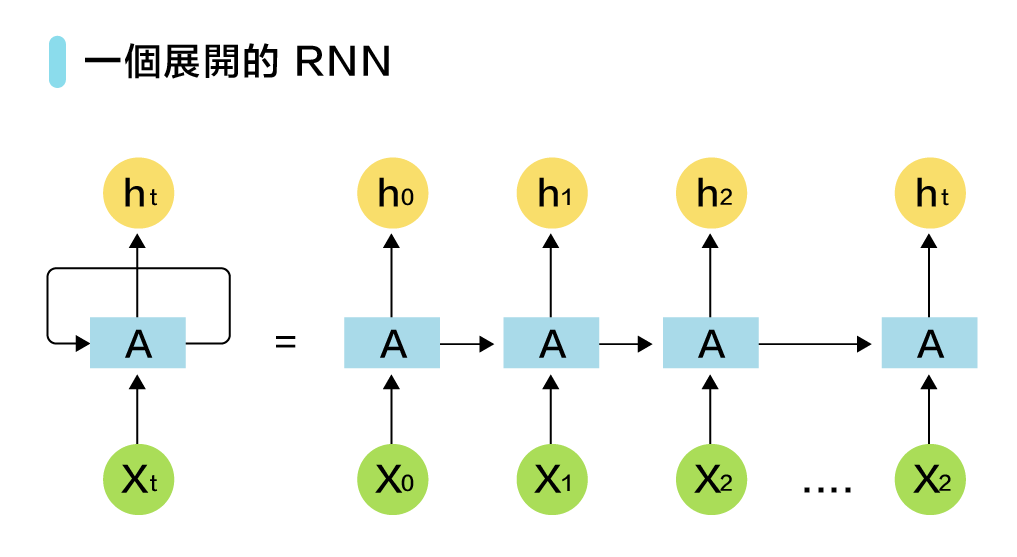 一個展開的 RNN
ht h0 h1 h2 ht
A = A A A A
Xt X0 X1 X2 .... X2